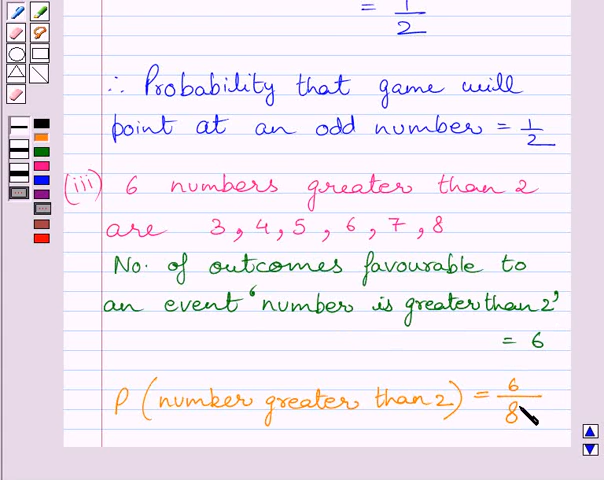 = 1/2
∴ Probability that game will
point at an odd number = 1/2
(iii) 6 numbers greater than 2
are 3, 4, 5, 6, 7, 8
No. of outcomes favourable to
an event ‘number is greater than 2’
= 6
P (number greater than 2) = 6/8